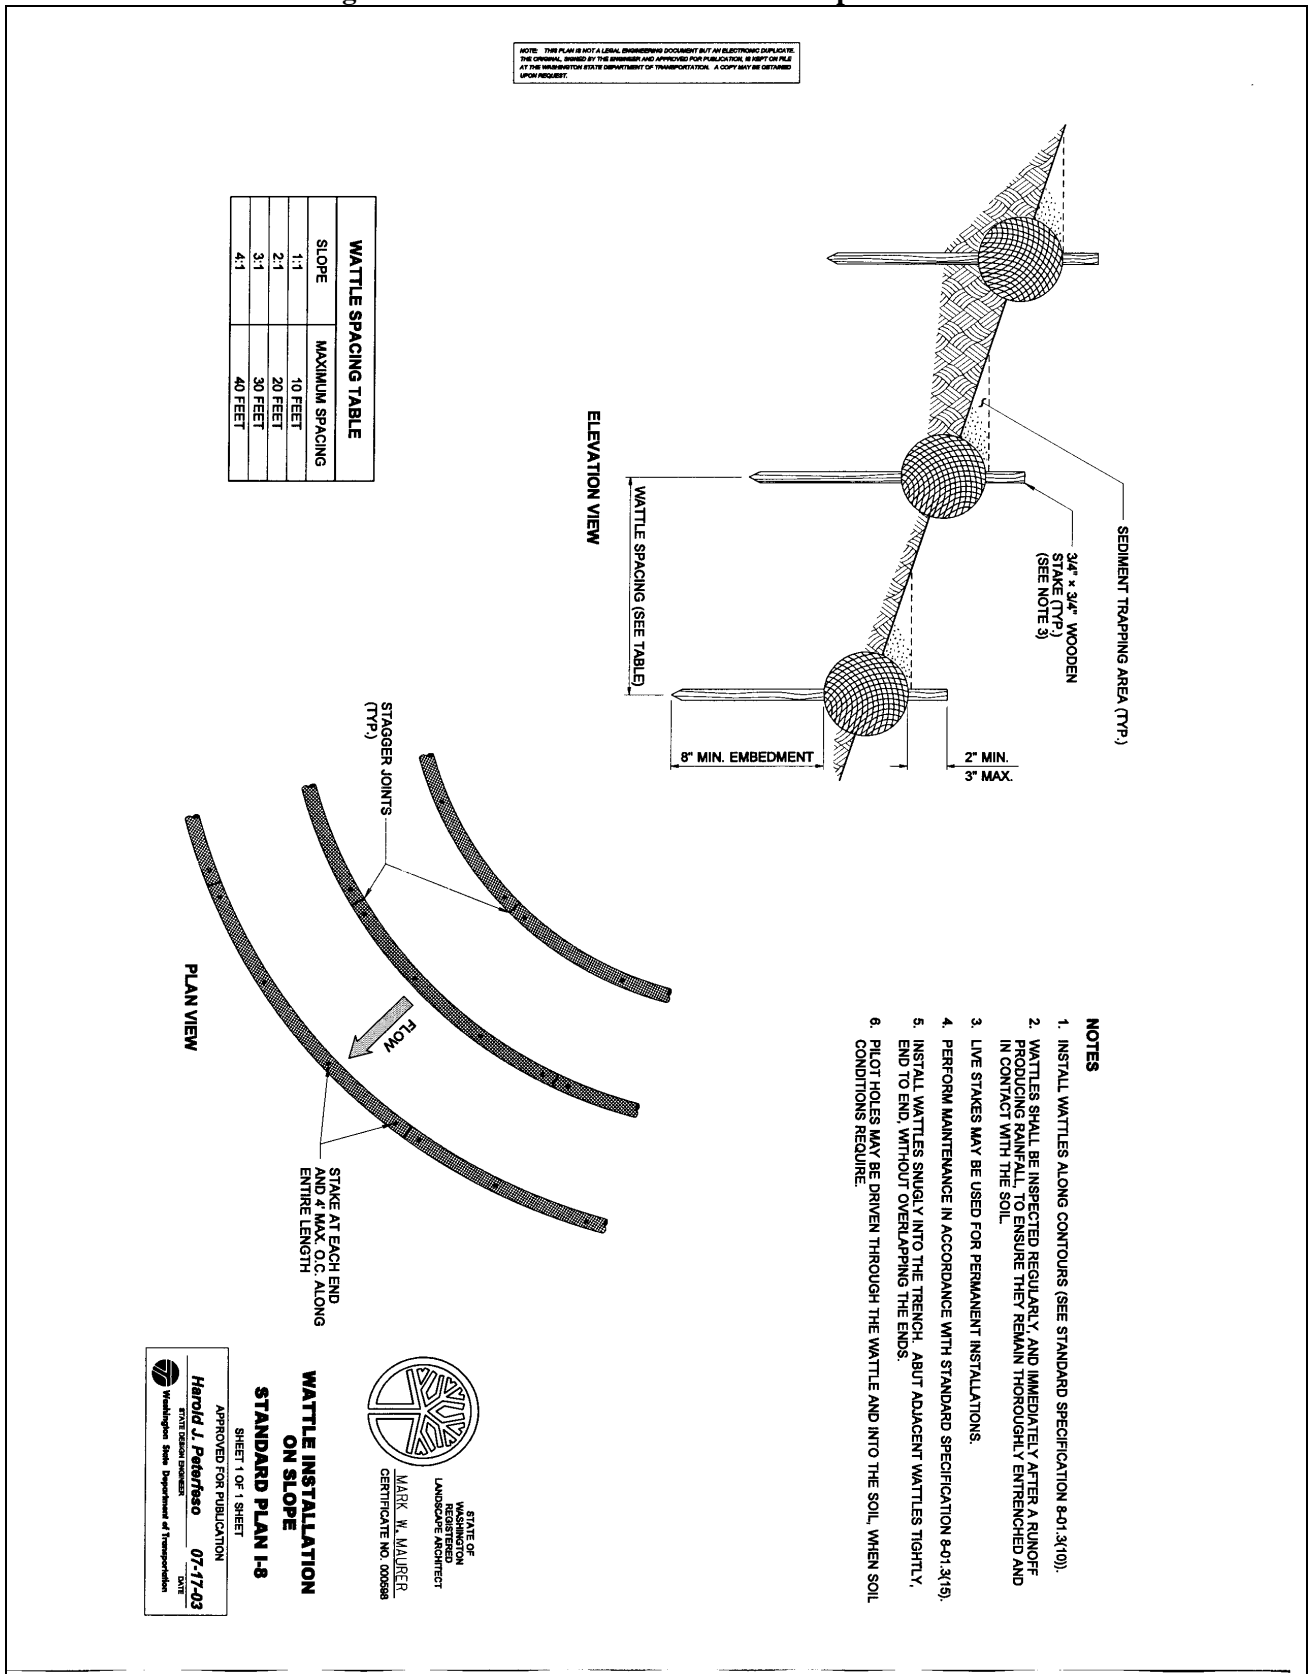 NOTE: THIS PLAN IS NOT A LEGAL ENGINEERING DOCUMENT BUT AN ELECTRONIC DUPLICATE.
THE ORIGINAL, SIGNED BY THE ENGINEER AND APPROVED FOR PUBLICATION, IS KEPT ON FILE
AT THE WASHINGTON STATE DEPARTMENT OF TRANSPORTATION. A COPY MAY BE OBTAINED
UPON REQUEST.
SEDIMENT TRAPPING AREA (TYP.)
3/4" × 3/4" WOODEN
STAKE (TYP.)
(SEE NOTE 3)
2" MIN.
3" MAX.
8" MIN. EMBEDMENT
WATTLE SPACING (SEE TABLE)
ELEVATION VIEW
WATTLE SPACING TABLE
SLOPE MAXIMUM SPACING
1:1 10 FEET
2:1 20 FEET
3:1 30 FEET
4:1 40 FEET
STAGGER JOINTS
(TYP.)
FLOW
STAKE AT EACH END
AND 4' MAX. O.C. ALONG
ENTIRE LENGTH
PLAN VIEW
NOTES
1. INSTALL WATTLES ALONG CONTOURS (SEE STANDARD SPECIFICATION 8-01.3(10)).
2. WATTLES SHALL BE INSPECTED REGULARLY, AND IMMEDIATELY AFTER A RUNOFF
PRODUCING RAINFALL, TO ENSURE THEY REMAIN THOROUGHLY ENTRENCHED AND
IN CONTACT WITH THE SOIL.
3. LIVE STAKES MAY BE USED FOR PERMANENT INSTALLATIONS.
4. PERFORM MAINTENANCE IN ACCORDANCE WITH STANDARD SPECIFICATION 8-01.3(15).
5. INSTALL WATTLES SNUGLY INTO THE TRENCH. ABUT ADJACENT WATTLES TIGHTLY,
END TO END, WITHOUT OVERLAPPING THE ENDS.
6. PILOT HOLES MAY BE DRIVEN THROUGH THE WATTLE AND INTO THE SOIL, WHEN SOIL
CONDITIONS REQUIRE.
STATE OF
WASHINGTON
REGISTERED
LANDSCAPE ARCHITECT
MARK W. MAURER
CERTIFICATE NO. 000598
WATTLE INSTALLATION
ON SLOPE
STANDARD PLAN I-8
SHEET 1 OF 1 SHEET
APPROVED FOR PUBLICATION
Harold J. Peterfeso 07-17-03
STATE DESIGN ENGINEER DATE
Washington State Department of Transportation